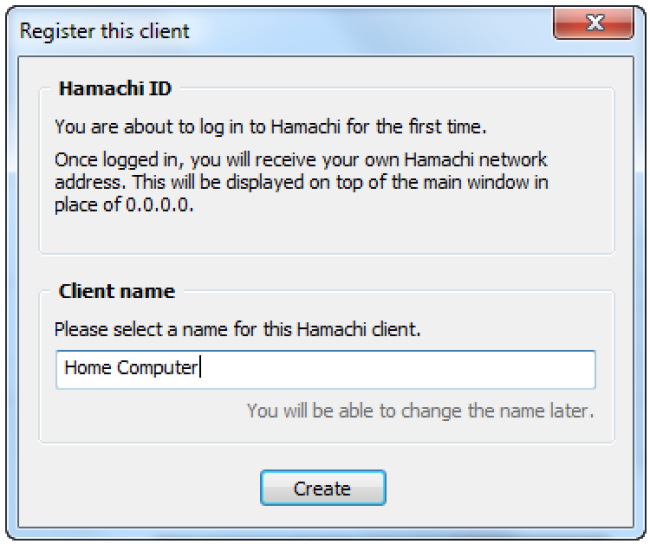 Register this client
Hamachi ID
You are about to log in to Hamachi for the first time.
Once logged in, you will receive your own Hamachi network
address. This will be displayed on top of the main window in
place of 0.0.0.0.
Client name
Please select a name for this Hamachi client.
Home Computer
You will be able to change the name later.
Create